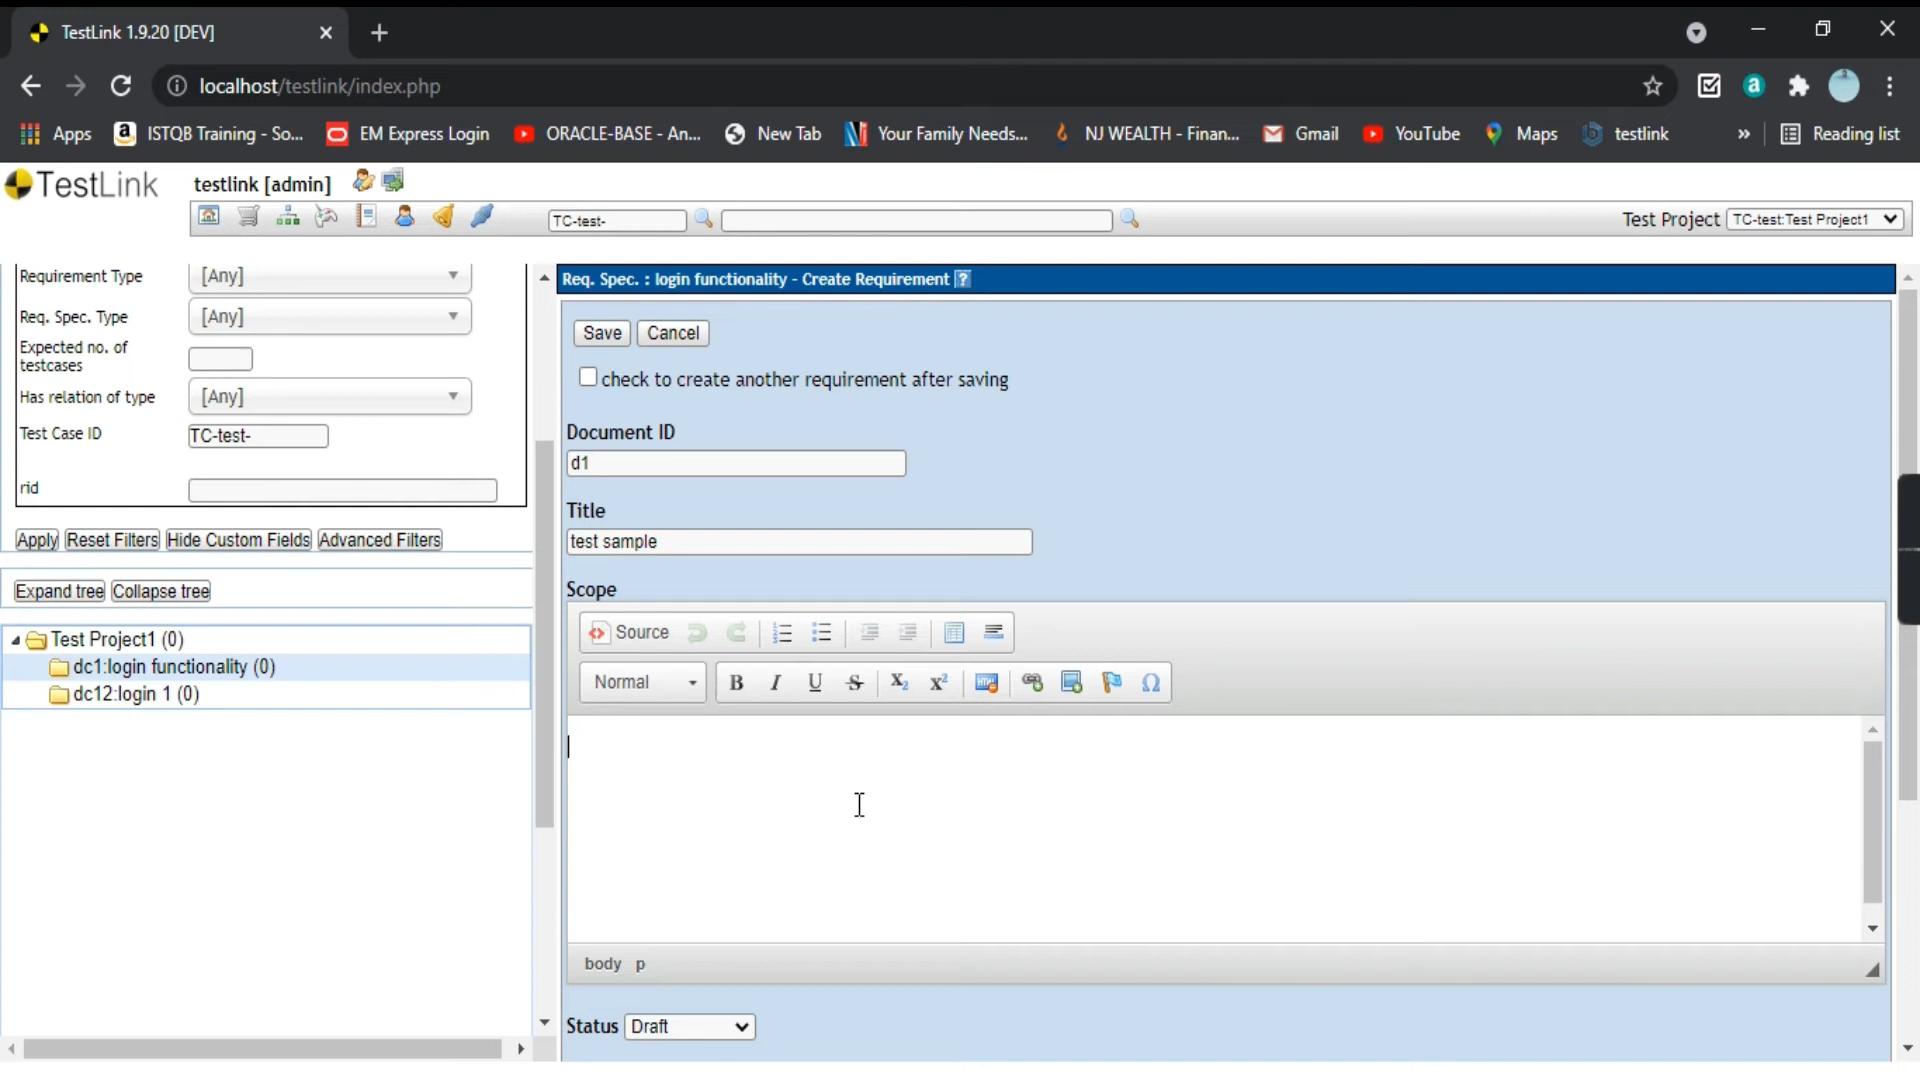 TestLink 1.9.20 [DEV]
localhost/testlink/index.php
Apps ISTQB Training - So... EM Express Login ORACLE-BASE - An... New Tab Your Family Needs... NJ WEALTH - Finan... Gmail YouTube Maps testlink » Reading list
TestLink testlink [admin]
TC-test- Test Project TC-test:Test Project1
Requirement Type [Any]
Req. Spec. Type [Any]
Expected no. of
testcases
Has relation of type [Any]
Test Case ID TC-test-
rid
Apply Reset Filters Hide Custom Fields Advanced Filters
Expand tree Collapse tree
Test Project1 (0)
dc1:login functionality (0)
dc12:login 1 (0)
Req. Spec. : login functionality - Create Requirement ?
Save Cancel
check to create another requirement after saving
Document ID
d1
Title
test sample
Scope
Source
Normal B I U S X₂ X² Ω
body p
Status Draft